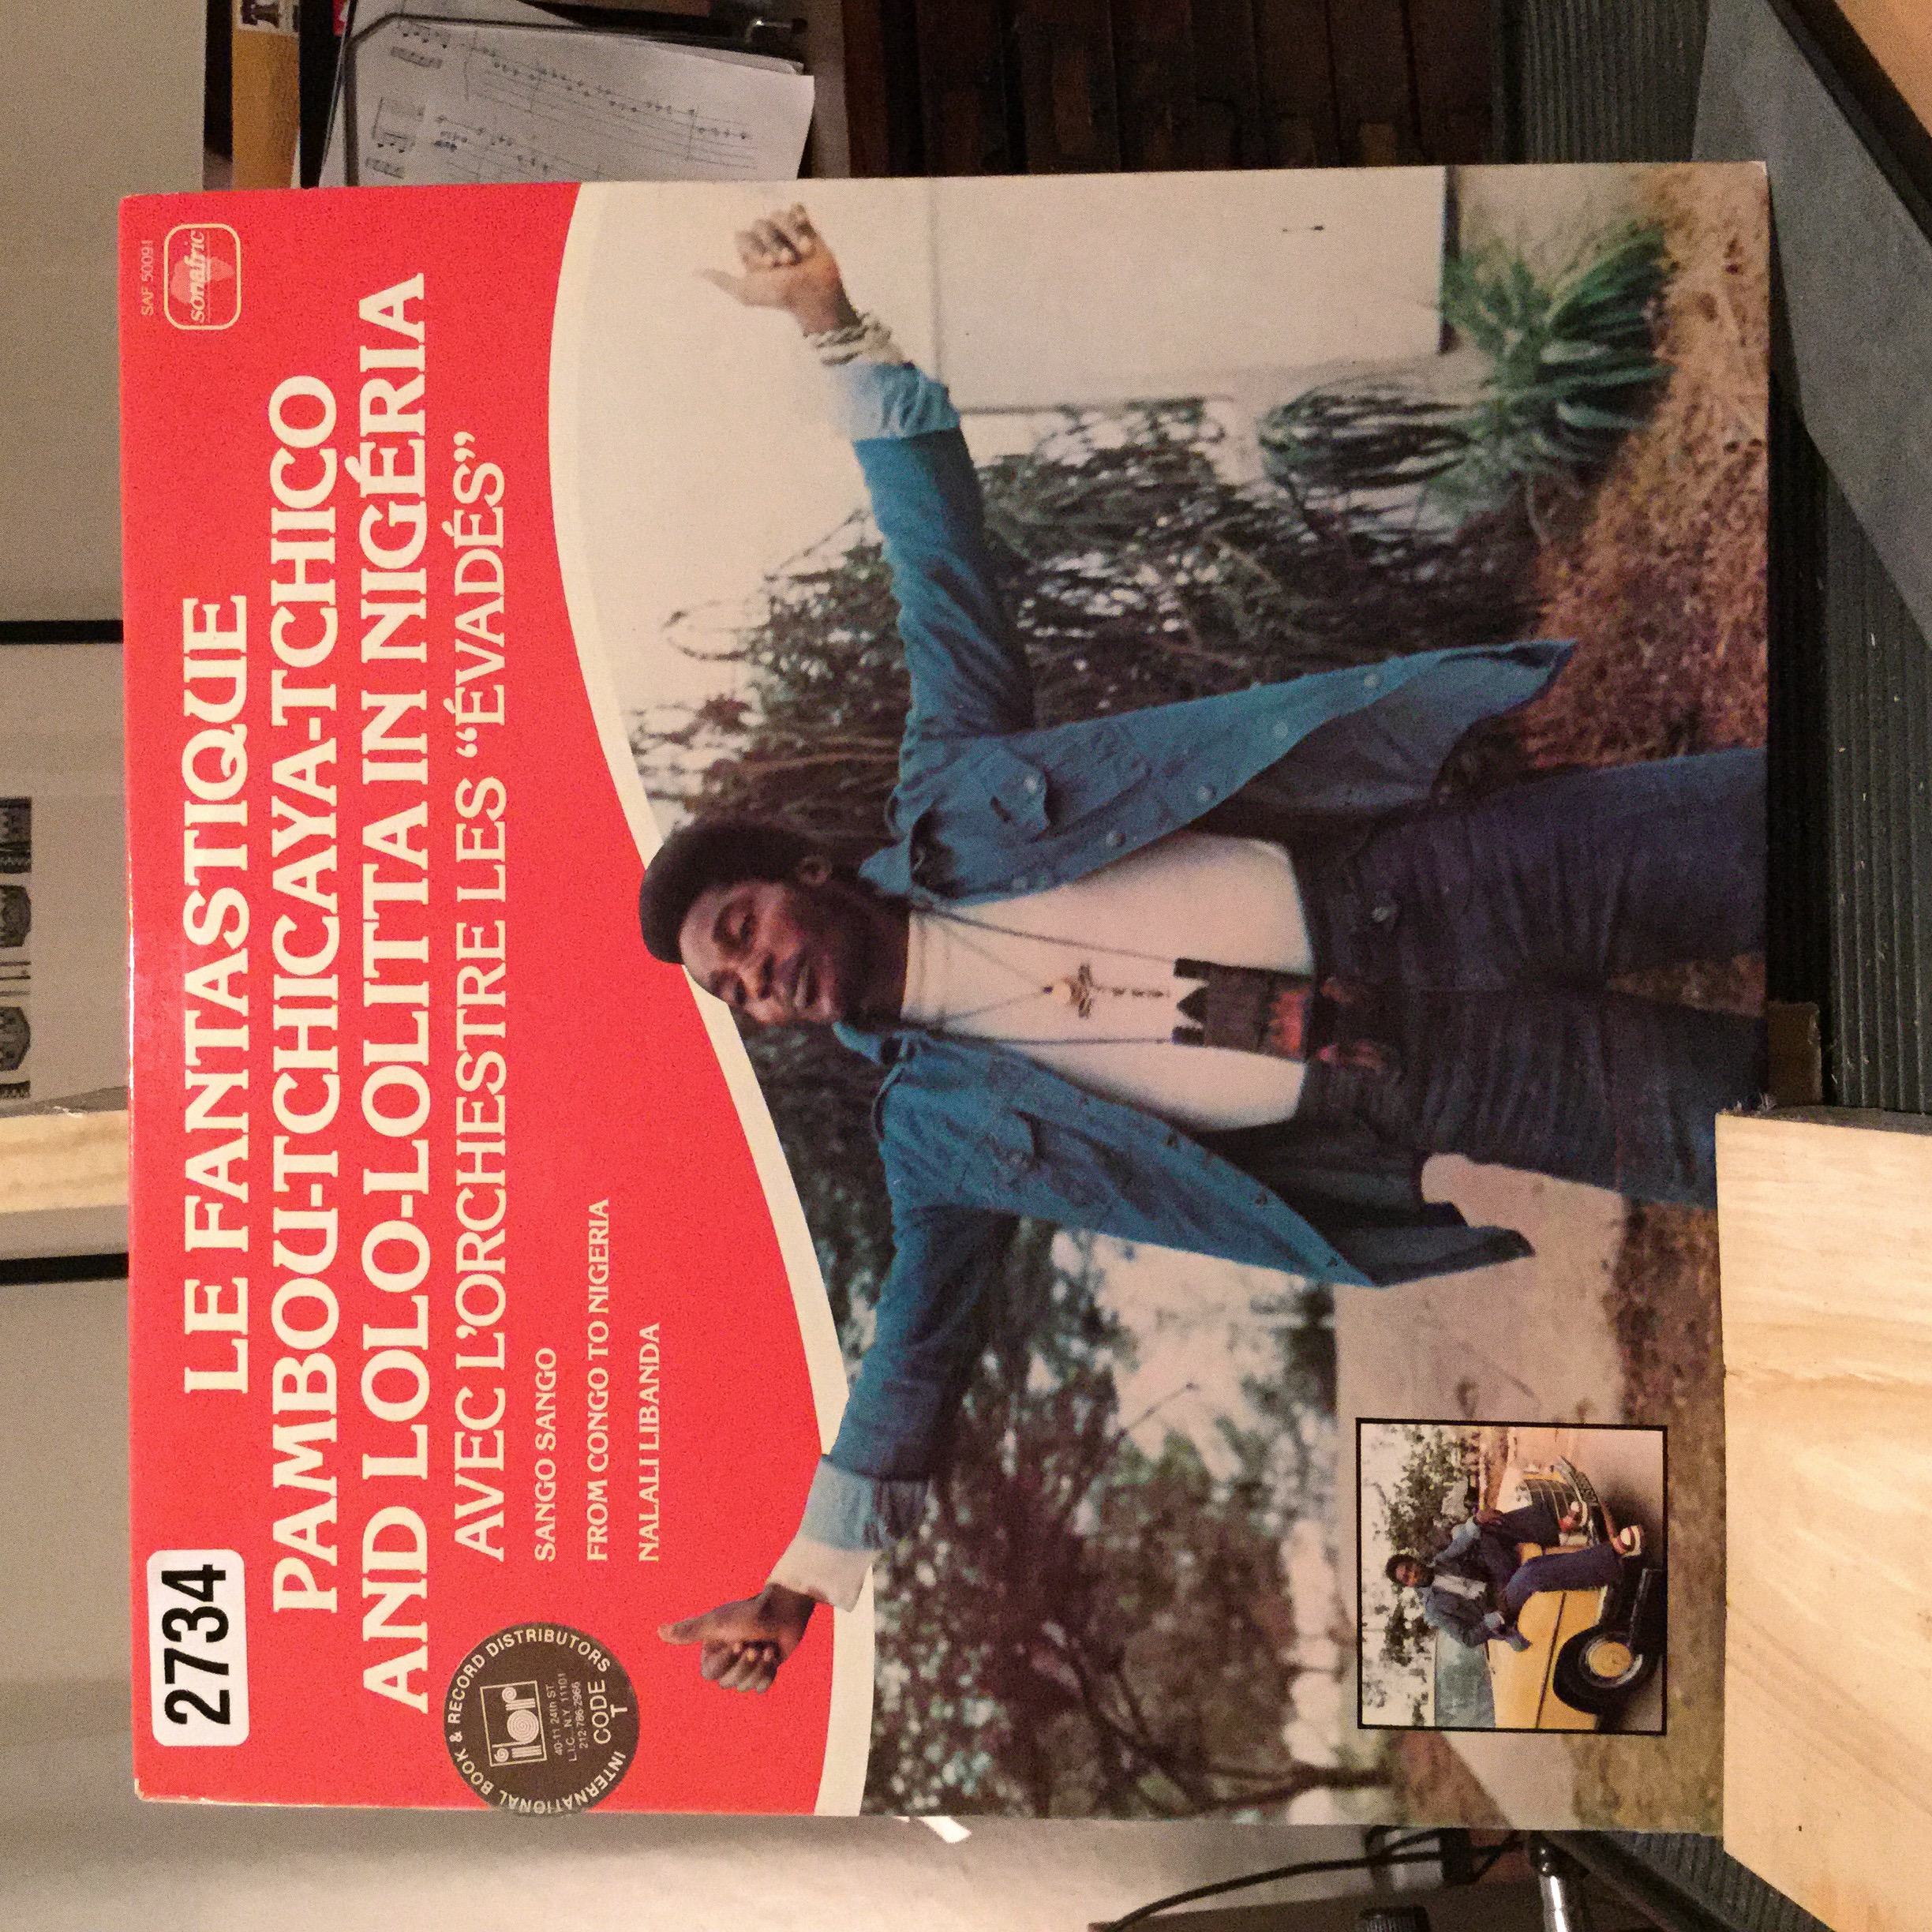 2734
SAF 50091
sonafric
LE FANTASTIQUE
PAMBOU-TCHICAYA-TCHICO
AND LOLO-LOLITTA IN NIGÉRIA
AVEC L'ORCHESTRE LES “ÉVADÉS”
SANGO SANGO
FROM CONGO TO NIGERIA
NALALI LIBANDA
INTERNATIONAL BOOK & RECORD DISTRIBUTORS
ibr
40-11 24th ST.
L.I.C., N.Y. 11101
212-786-2966
CODE
T